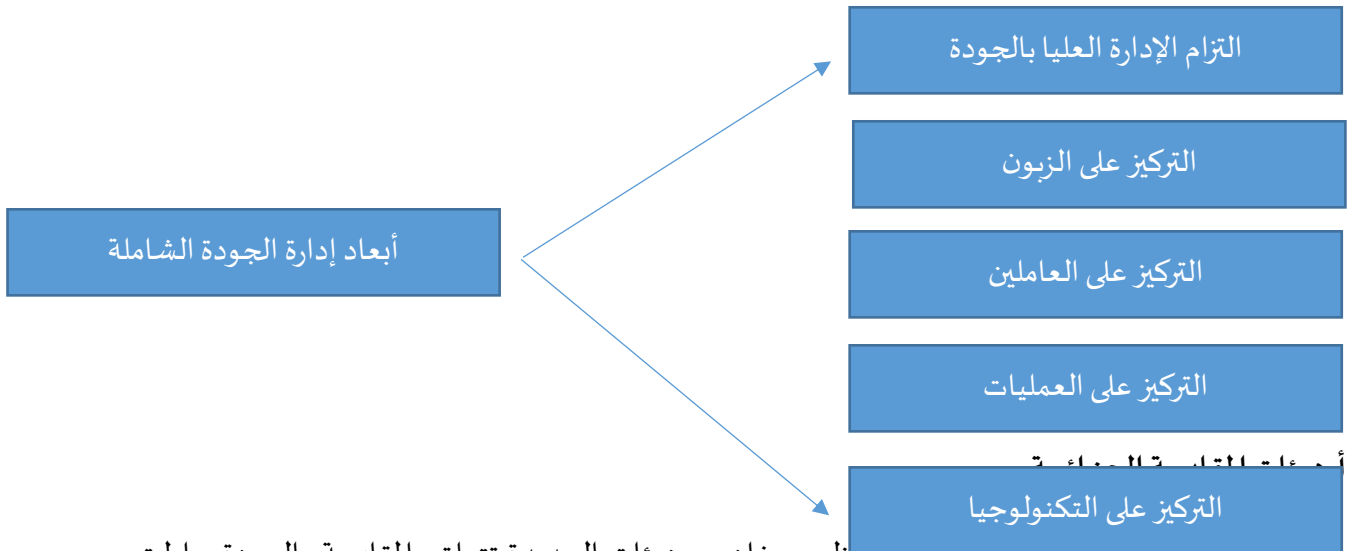 التزام الإدارة العليا بالجودة
التركيز على الزبون
أبعاد إدارة الجودة الشاملة
التركيز على العاملين
التركيز على العمليات
التركيز على التكنولوجيا